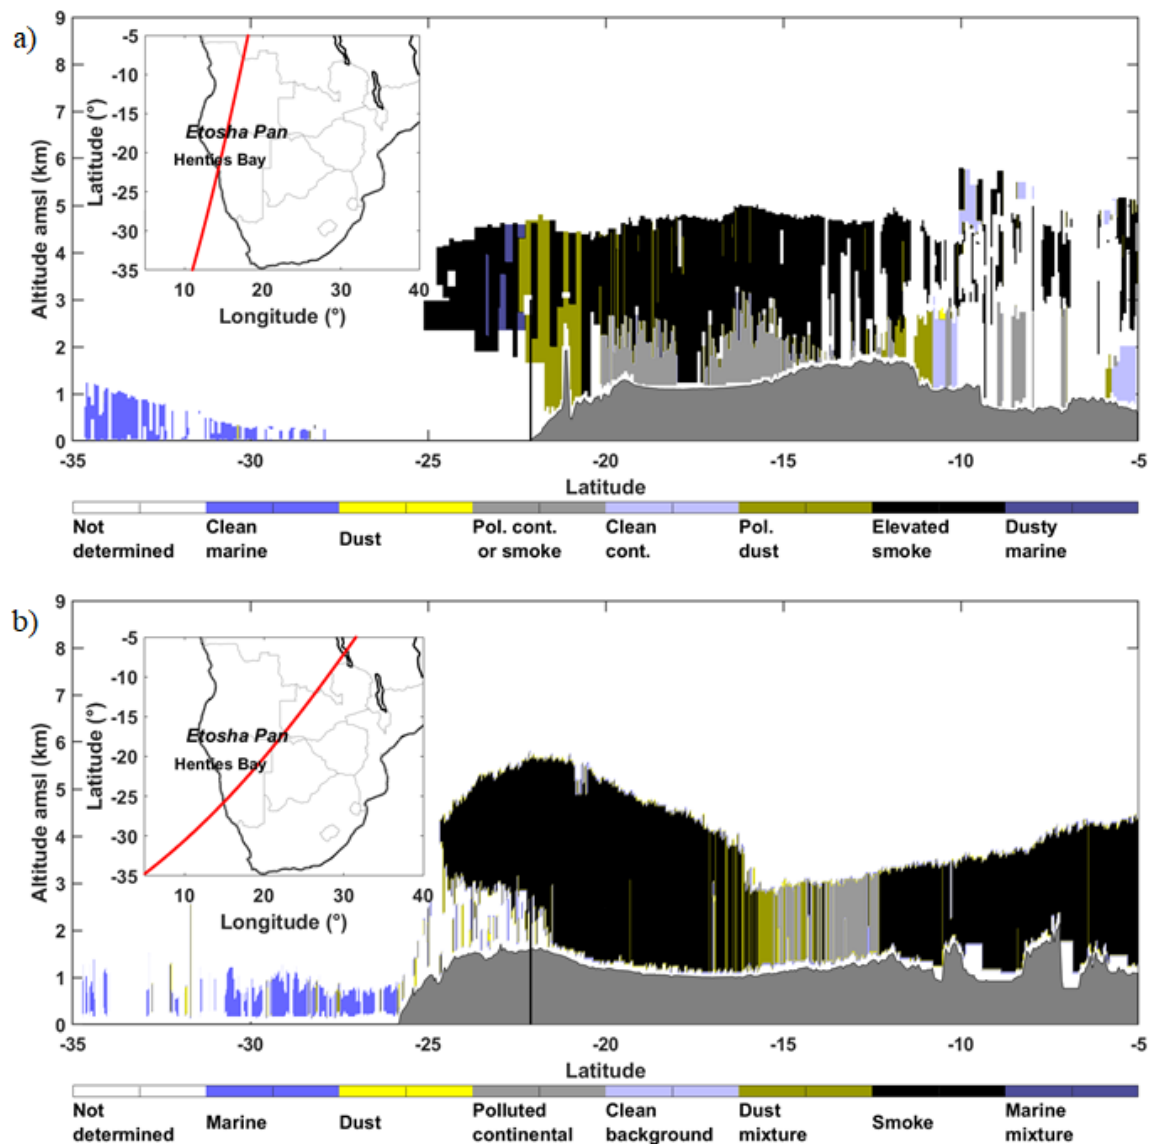 a)
9
8
7
6
5
4
3
2
1
0
Altitude amsl (km)
-35
-30
-25
-20
-15
-10
-5
Latitude
-5
-10
-15
-20
-25
-30
-35
Latitude (°)
Etosha Pan
Henties Bay
10
20
30
40
Longitude (°)
Not determined
Clean marine
Dust
Pol. cont. or smoke
Clean cont.
Pol. dust
Elevated smoke
Dusty marine
b)
9
8
7
6
5
4
3
2
1
0
Altitude amsl (km)
-35
-30
-25
-20
-15
-10
-5
Latitude
-5
-10
-15
-20
-25
-30
-35
Latitude (°)
Etosha Pan
Henties Bay
10
20
30
40
Longitude (°)
Not determined
Marine
Dust
Polluted continental
Clean background
Dust mixture
Smoke
Marine mixture